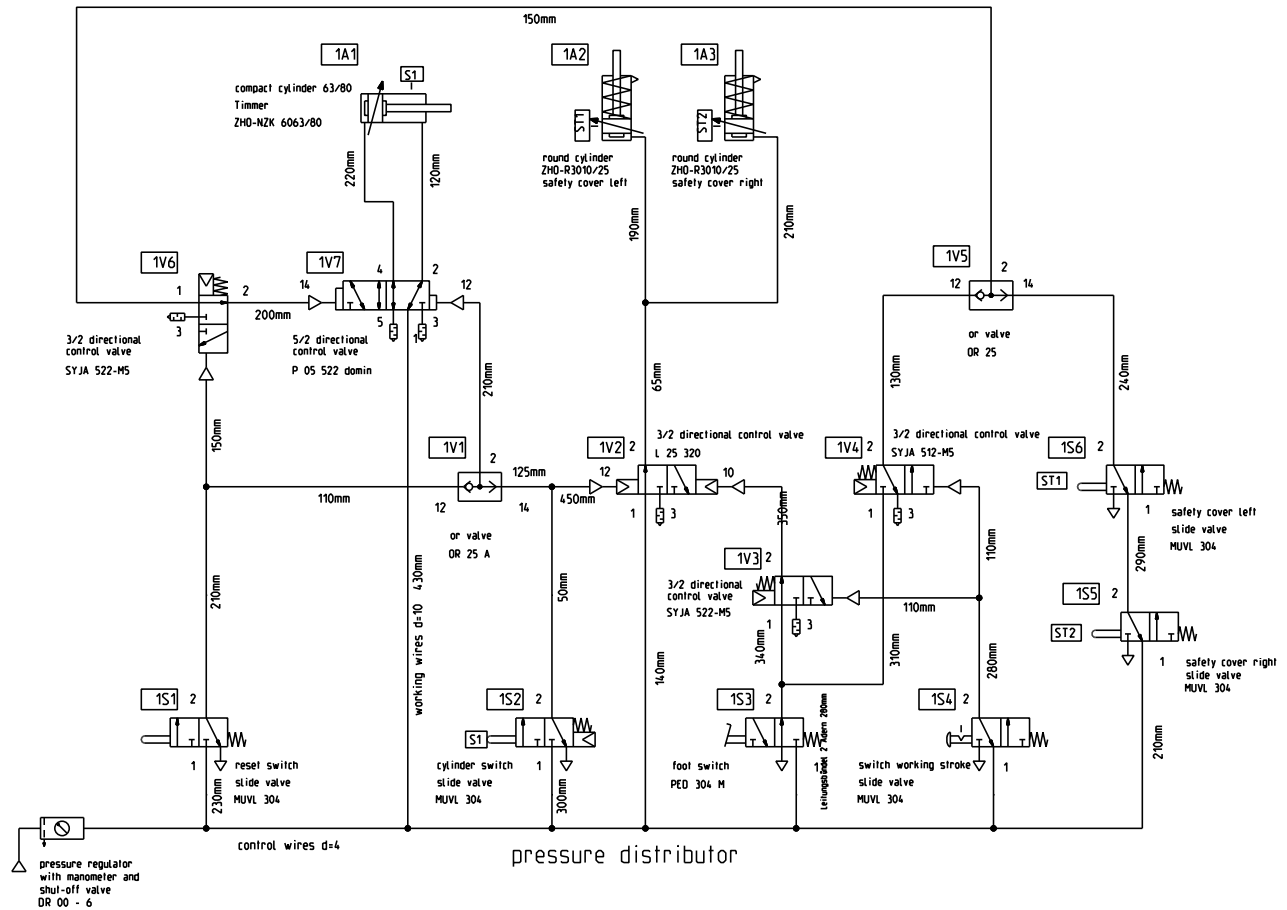 150mm
1A1
S1
compact cylinder 63/80
Timmer
ZHO-NZK 6063/80
220mm
120mm
1A2
1A3
ST1
ST2
round cylinder
ZHO-R3010/25
safety cover left
round cylinder
ZHO-R3010/25
safety cover right
190mm
210mm
1V6
1
2
3
200mm
3/2 directional
control valve
SYJA 522-M5
150mm
1V7
4
2
14
12
5
1
3
5/2 directional
control valve
P 05 522 domin
210mm
1V5
2
12
14
or valve
OR 25
130mm
240mm
65mm
1V1
2
125mm
110mm
12
14
450mm
or valve
OR 25 A
1V2
2
3/2 directional control valve
L 25 320
12
10
1
3
350mm
1V4
2
3/2 directional control valve
SYJA 512-M5
1
3
110mm
1S6
2
ST1
1
safety cover left
slide valve
MUVL 304
290mm
1V3
2
3/2 directional
control valve
SYJA 522-M5
1
3
110mm
340mm
310mm
280mm
1S5
2
ST2
1
safety cover right
slide valve
MUVL 304
210mm
210mm
working wires d=10 430mm
50mm
140mm
1S1
2
1
reset switch
slide valve
MUVL 304
230mm
1S2
2
S1
1
cylinder switch
slide valve
MUVL 304
300mm
1S3
2
1
foot switch
PED 304 M
Leitungsbündel 2 Adern 280mm
1S4
2
1
switch working stroke
slide valve
MUVL 304
control wires d=4
pressure distributor
pressure regulator
with manometer and
shut-off valve
DR 00 - 6